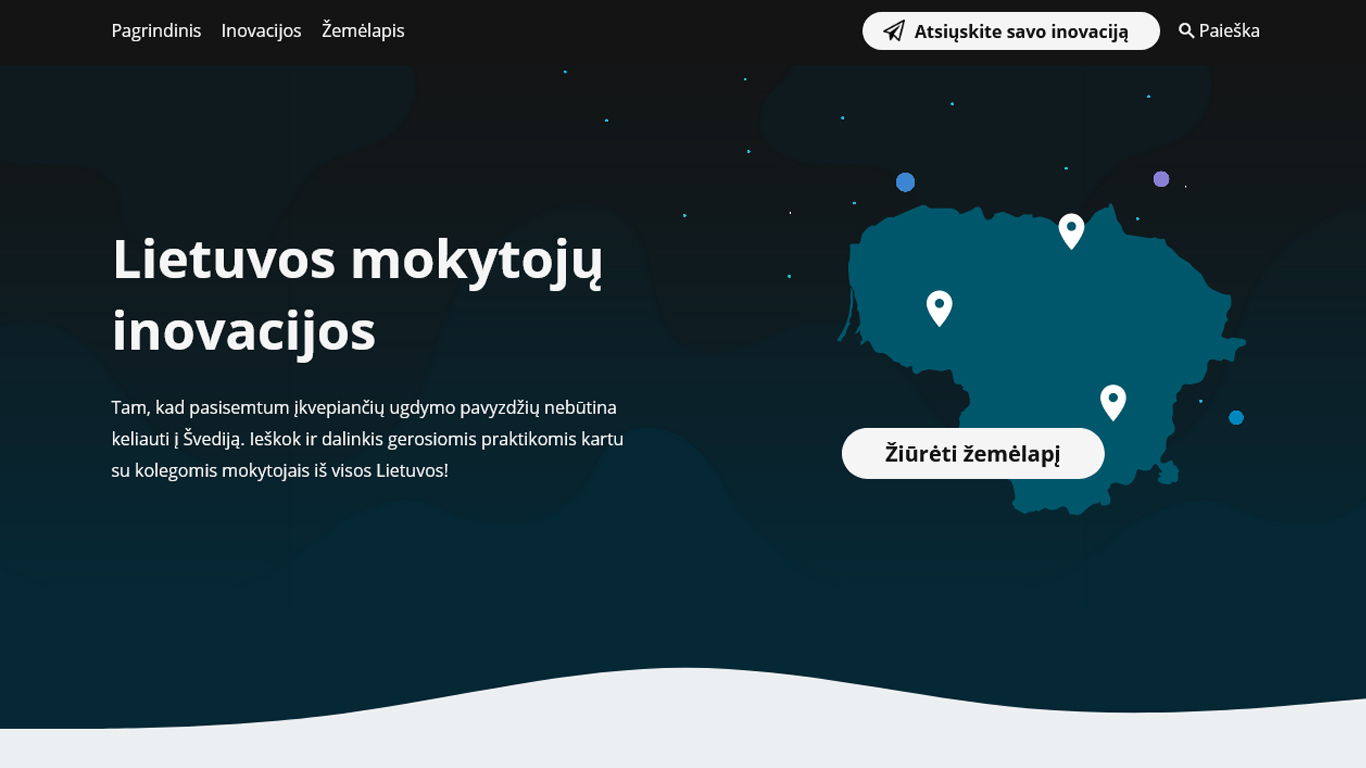 Pagrindinis Inovacijos Žemėlapis Atsiųskite savo inovaciją Paieška
Lietuvos mokytojų
inovacijos
Tam, kad pasisemtum įkvepiančių ugdymo pavyzdžių nebūtina
keliauti į Švediją. Ieškok ir dalinkis gerosiomis praktikomis kartu
su kolegomis mokytojais iš visos Lietuvos!
Žiūrėti žemėlapį